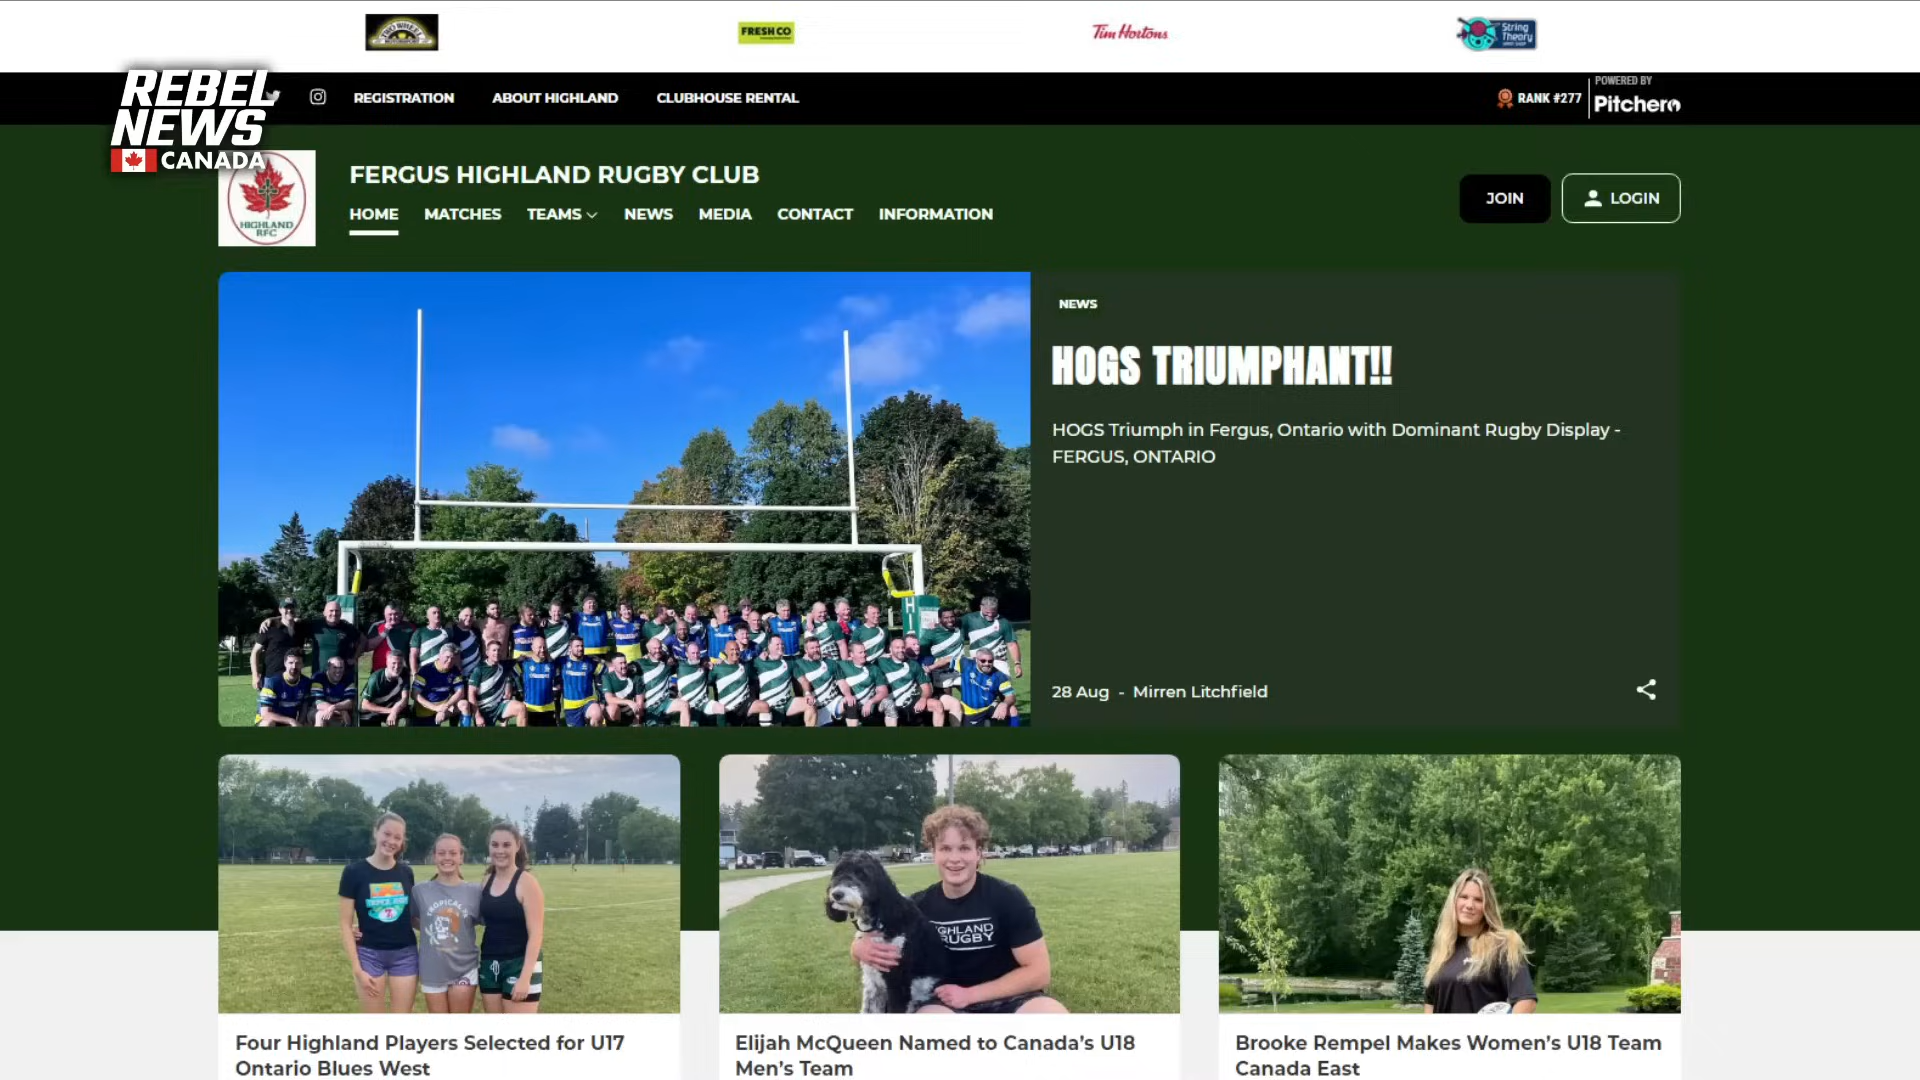 FRESHCO
Tim Hortons
String
Theory
REBEL
NEWS
CANADA
REGISTRATION
ABOUT HIGHLAND
CLUBHOUSE RENTAL
RANK #277
POWERED BY
Pitchero
HIGHLAND
RFC
FERGUS HIGHLAND RUGBY CLUB
HOME
MATCHES
TEAMS
NEWS
MEDIA
CONTACT
INFORMATION
JOIN
LOGIN
NEWS
HOGS TRIUMPHANT!!
HOGS Triumph in Fergus, Ontario with Dominant Rugby Display -
FERGUS, ONTARIO
28 Aug - Mirren Litchfield
TROPICAL
HIGHLAND
RUGBY
Four Highland Players Selected for U17
Ontario Blues West
Elijah McQueen Named to Canada’s U18
Men’s Team
Brooke Rempel Makes Women’s U18 Team
Canada East